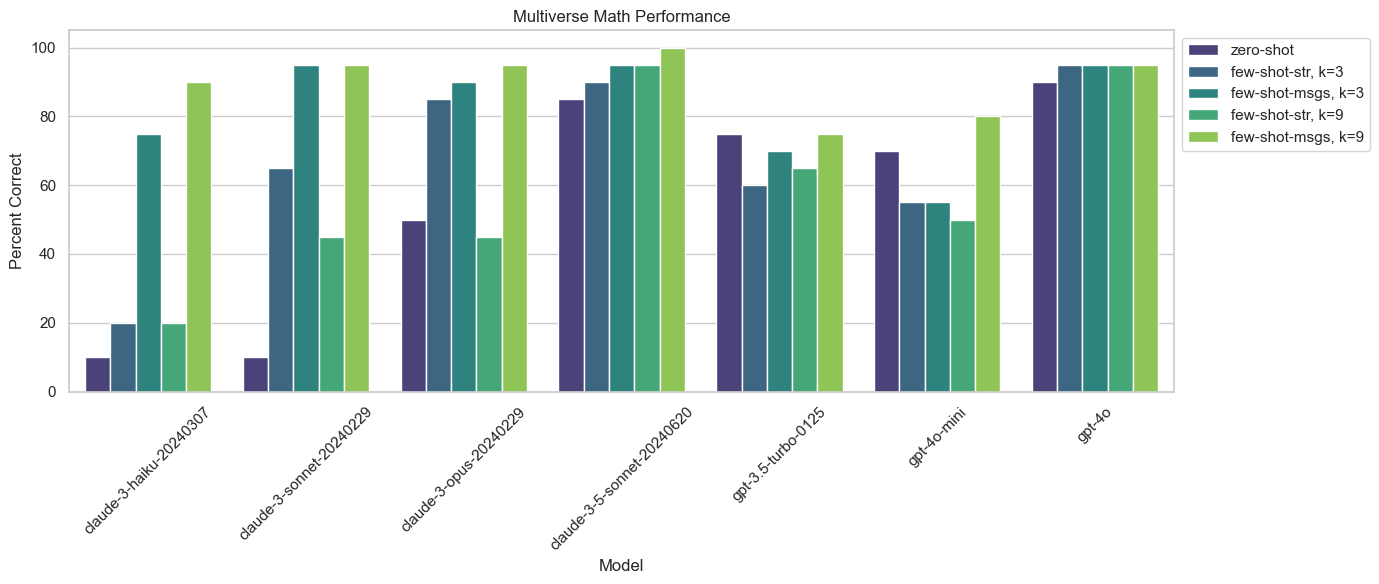 Multiverse Math Performance
zero-shot
few-shot-str, k=3
few-shot-msgs, k=3
few-shot-str, k=9
few-shot-msgs, k=9
Percent Correct
100
80
60
40
20
0
claude-3-haiku-20240307
claude-3-sonnet-20240229
claude-3-opus-20240229
claude-3-5-sonnet-20240620
gpt-3.5-turbo-0125
gpt-4o-mini
gpt-4o
Model